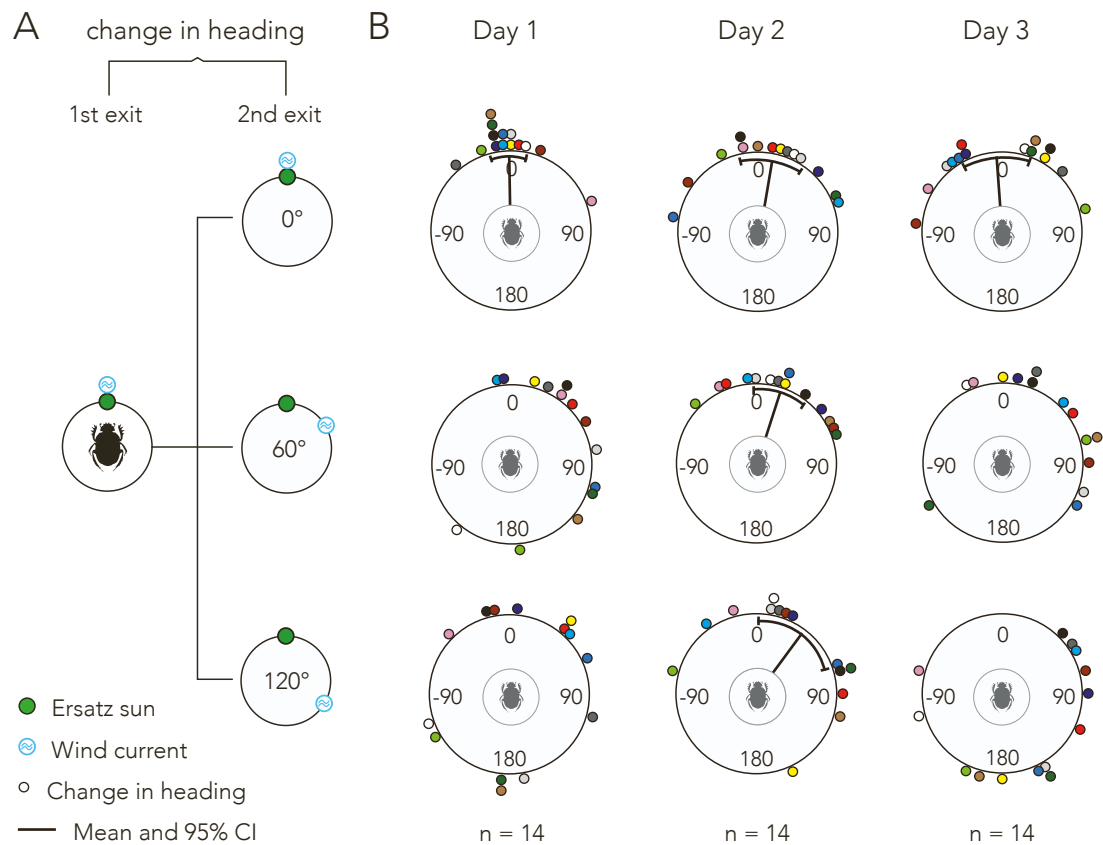 A
change in heading
1st exit
2nd exit
0°
60°
120°
Ersatz sun
Wind current
Change in heading
Mean and 95% CI
B
Day 1
Day 2
Day 3
0
-90
90
180
0
-90
90
180
0
-90
90
180
0
-90
90
180
0
-90
90
180
0
-90
90
180
0
-90
90
180
0
-90
90
180
0
-90
90
180
n = 14
n = 14
n = 14